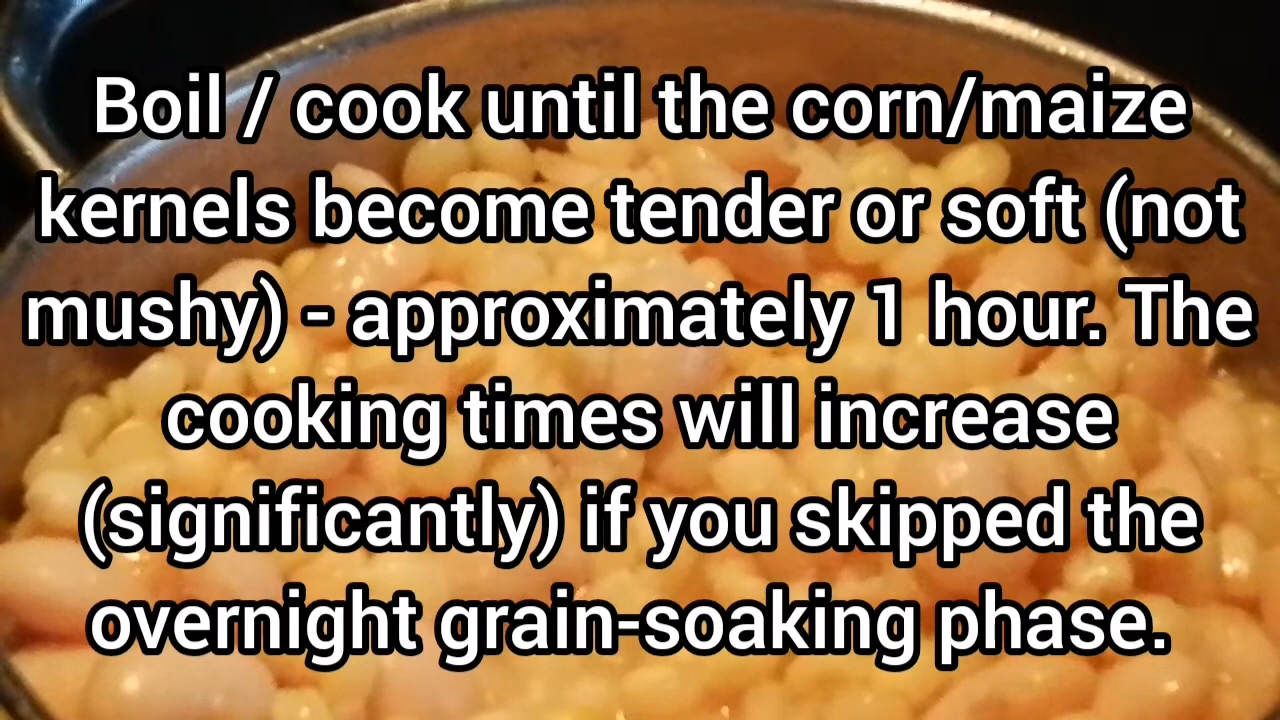 Boil / cook until the corn/maize
kernels become tender or soft (not
mushy) - approximately 1 hour. The
cooking times will increase
(significantly) if you skipped the
overnight grain-soaking phase.